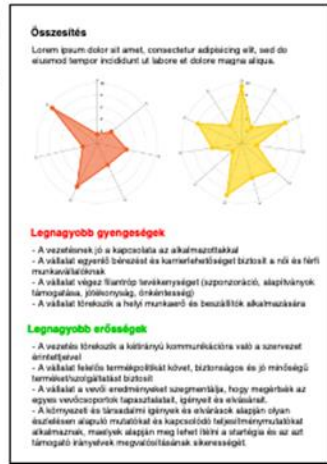 Összesítés
Lorem ipsum dolor sit amet, consectetur adipisicing elit, sed do
eiusmod tempor incididunt ut labore et dolore magna aliqua.
Legnagyobb gyengeségek
- A vezetésnek jó a kapcsolata az alkalmazottakkal
- A vállalat egyenlő bérezést és karrierlehetőséget biztosít a női és férfi
munkavállalóknak
- A vállalat végez filantróp tevékenységet (szponzoráció, alapítványok
támogatása, jótékonyság, önkéntesség)
- A vállalat törekszik a helyi munkaerő és beszállítók alkalmazására
Legnagyobb erősségek
- A vezetés törekszik a kétirányú kommunikációra való a szervezet
érintettjeivel
- A vállalat felelős termékpolitikát követ, biztonságos és jó minőségű
terméket/szolgáltatást biztosít
- A vállalat a vevői eredményeket szegmentálja, hogy megértsék az
egyes vevőcsoportok tapasztalatait, igényeit és elvárásait.
- A környezeti és társadalmi igények és elvárások alapján olyan
észlelésen alapuló mutatókat és kapcsolódó teljesítménymutatókat
alkalmaznak, maelyek alapján meg lehet ítélni a startégia és az azt
támogató irányelvek megvalósításának sikerességét.